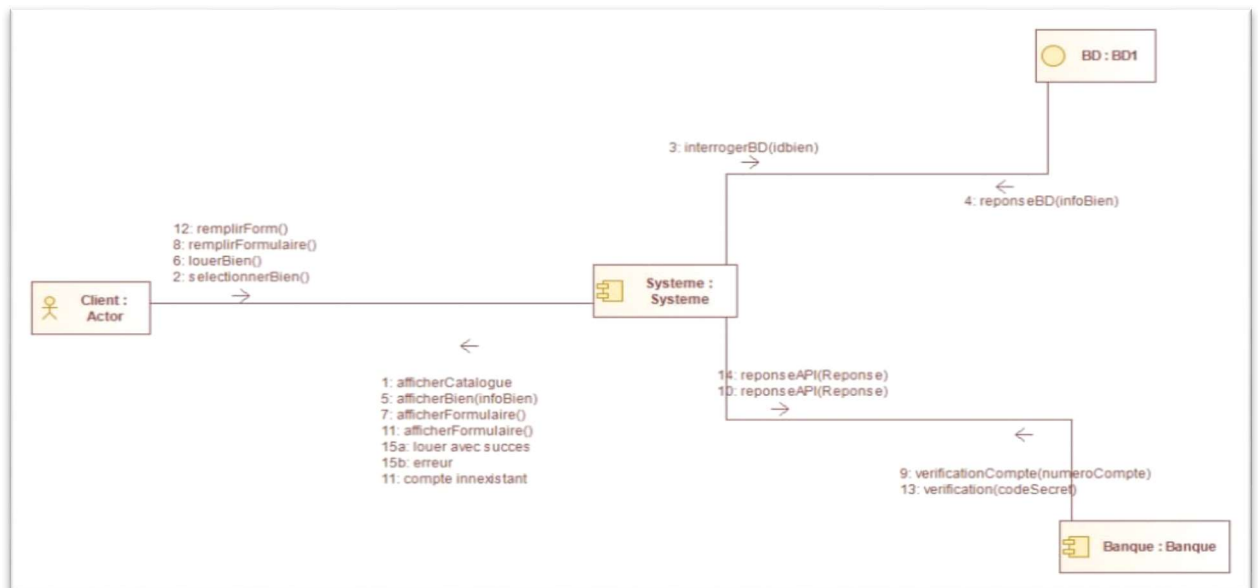 BD : BD1
3: interrogerBD(idbien)
4: reponseBD(infoBien)
12: remplirForm()
8: remplirFormulaire()
6: louerBien()
2: selectionnerBien()
Client :
Actor
Systeme :
Systeme
1: afficherCatalogue
5: afficherBien(infoBien)
7: afficherFormulaire()
11: afficherFormulaire()
15a: louer avec succes
15b: erreur
11: compte innexistant
14: reponseAPI(Reponse)
10: reponseAPI(Reponse)
9: verificationCompte(numeroCompte)
13: verification(codeSecret)
Banque : Banque